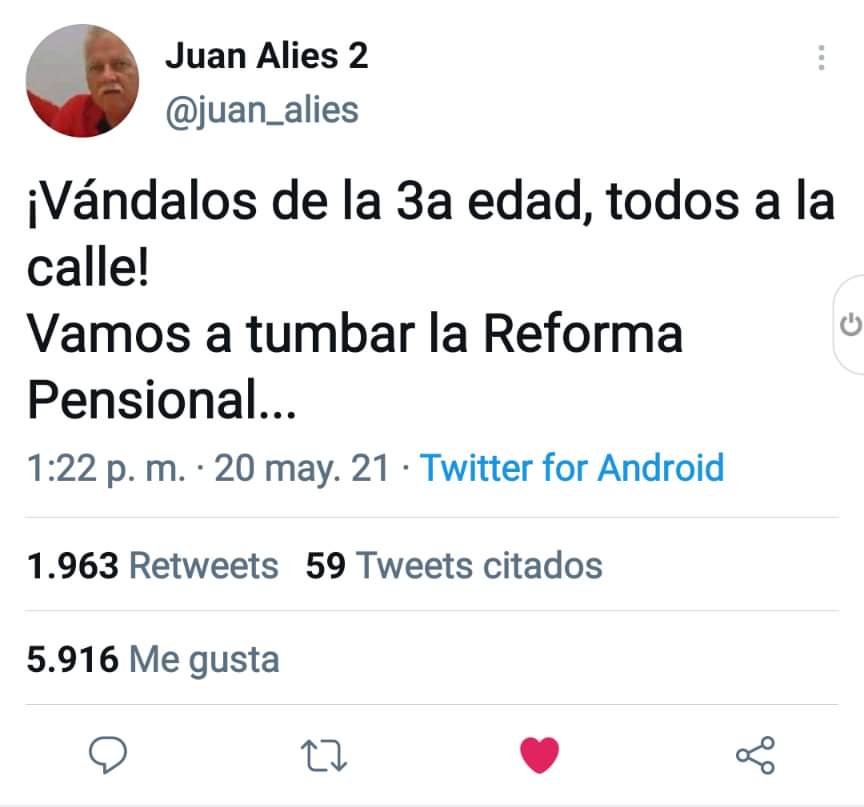 Juan Alies 2
@juan_alies
¡Vándalos de la 3a edad, todos a la
calle!
Vamos a tumbar la Reforma
Pensional...
1:22 p. m. · 20 may. 21 · Twitter for Android
1.963 Retweets 59 Tweets citados
5.916 Me gusta